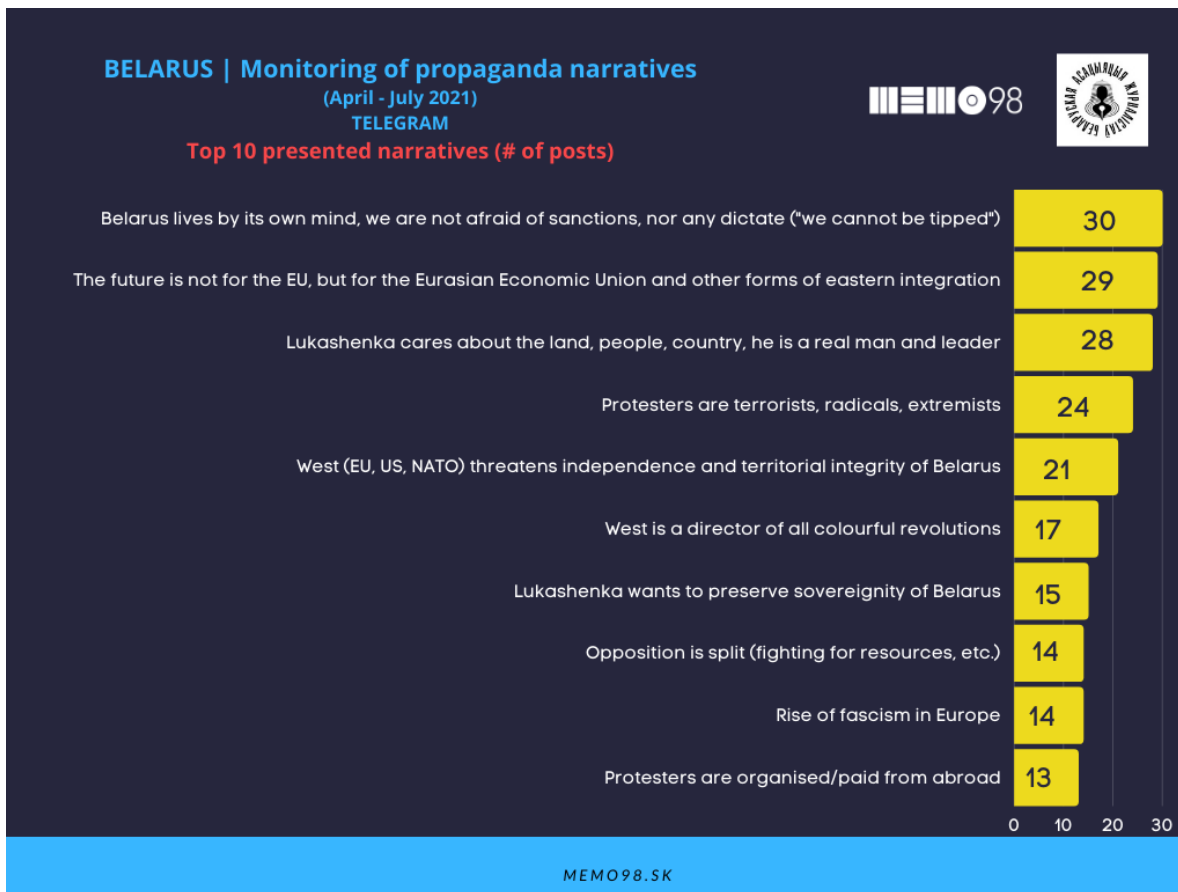 BELARUS | Monitoring of propaganda narratives
(April - July 2021)
TELEGRAM
Top 10 presented narratives (# of posts)
MEMO98
БЕЛАРУСКАЯ АСАЦЫЯЦЫЯ ЖУРНАЛІСТАЎ
Belarus lives by its own mind, we are not afraid of sanctions, nor any dictate ("we cannot be tipped") 30
The future is not for the EU, but for the Eurasian Economic Union and other forms of eastern integration 29
Lukashenka cares about the land, people, country, he is a real man and leader 28
Protesters are terrorists, radicals, extremists 24
West (EU, US, NATO) threatens independence and territorial integrity of Belarus 21
West is a director of all colourful revolutions 17
Lukashenka wants to preserve sovereignity of Belarus 15
Opposition is split (fighting for resources, etc.) 14
Rise of fascism in Europe 14
Protesters are organised/paid from abroad 13
0 10 20 30
MEMO98.SK